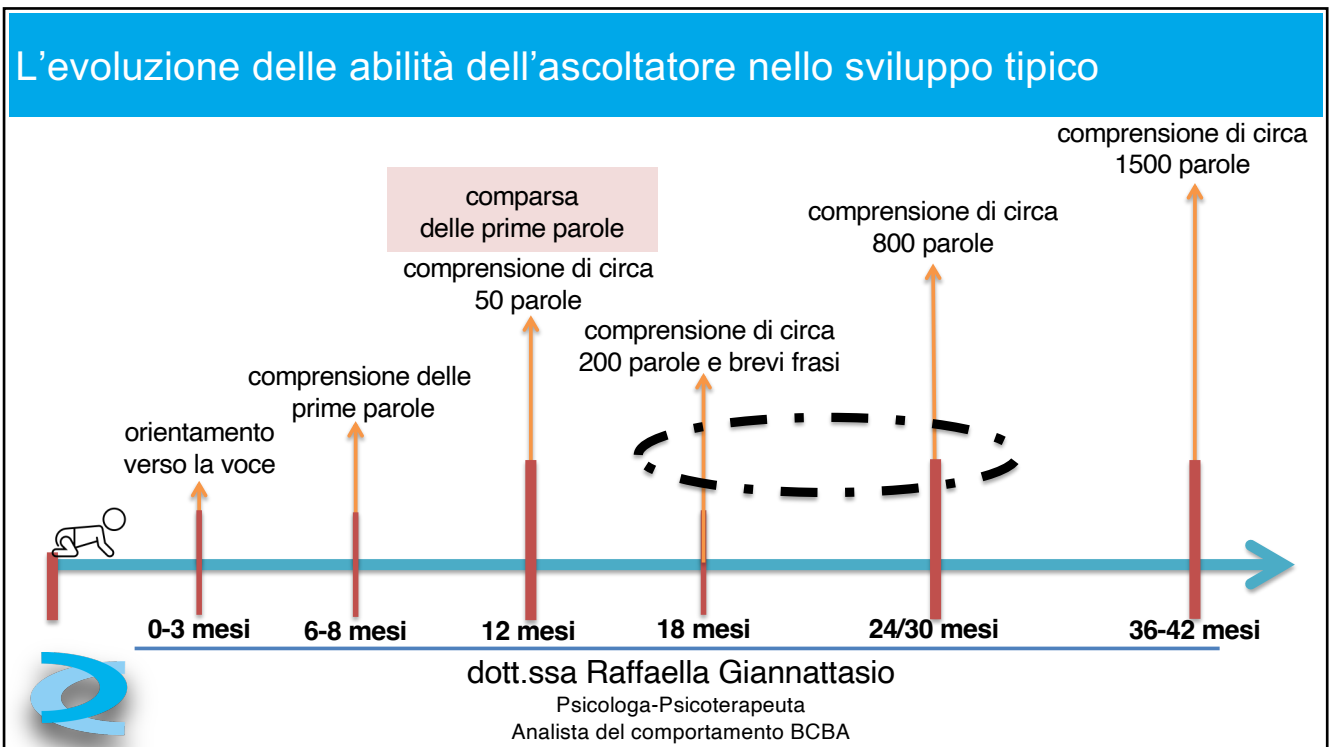 L’evoluzione delle abilità dell’ascoltatore nello sviluppo tipico
comprensione di circa
1500 parole
comparsa
delle prime parole
comprensione di circa
800 parole
comprensione di circa
50 parole
comprensione di circa
200 parole e brevi frasi
comprensione delle
prime parole
orientamento
verso la voce
0-3 mesi
6-8 mesi
12 mesi
18 mesi
24/30 mesi
36-42 mesi
dott.ssa Raffaella Giannattasio
Psicologa-Psicoterapeuta
Analista del comportamento BCBA